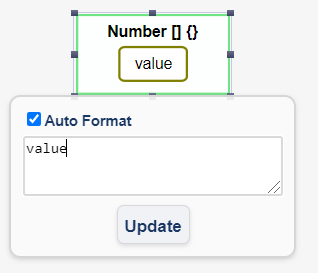 Number [] {}
value
Auto Format
value
Update